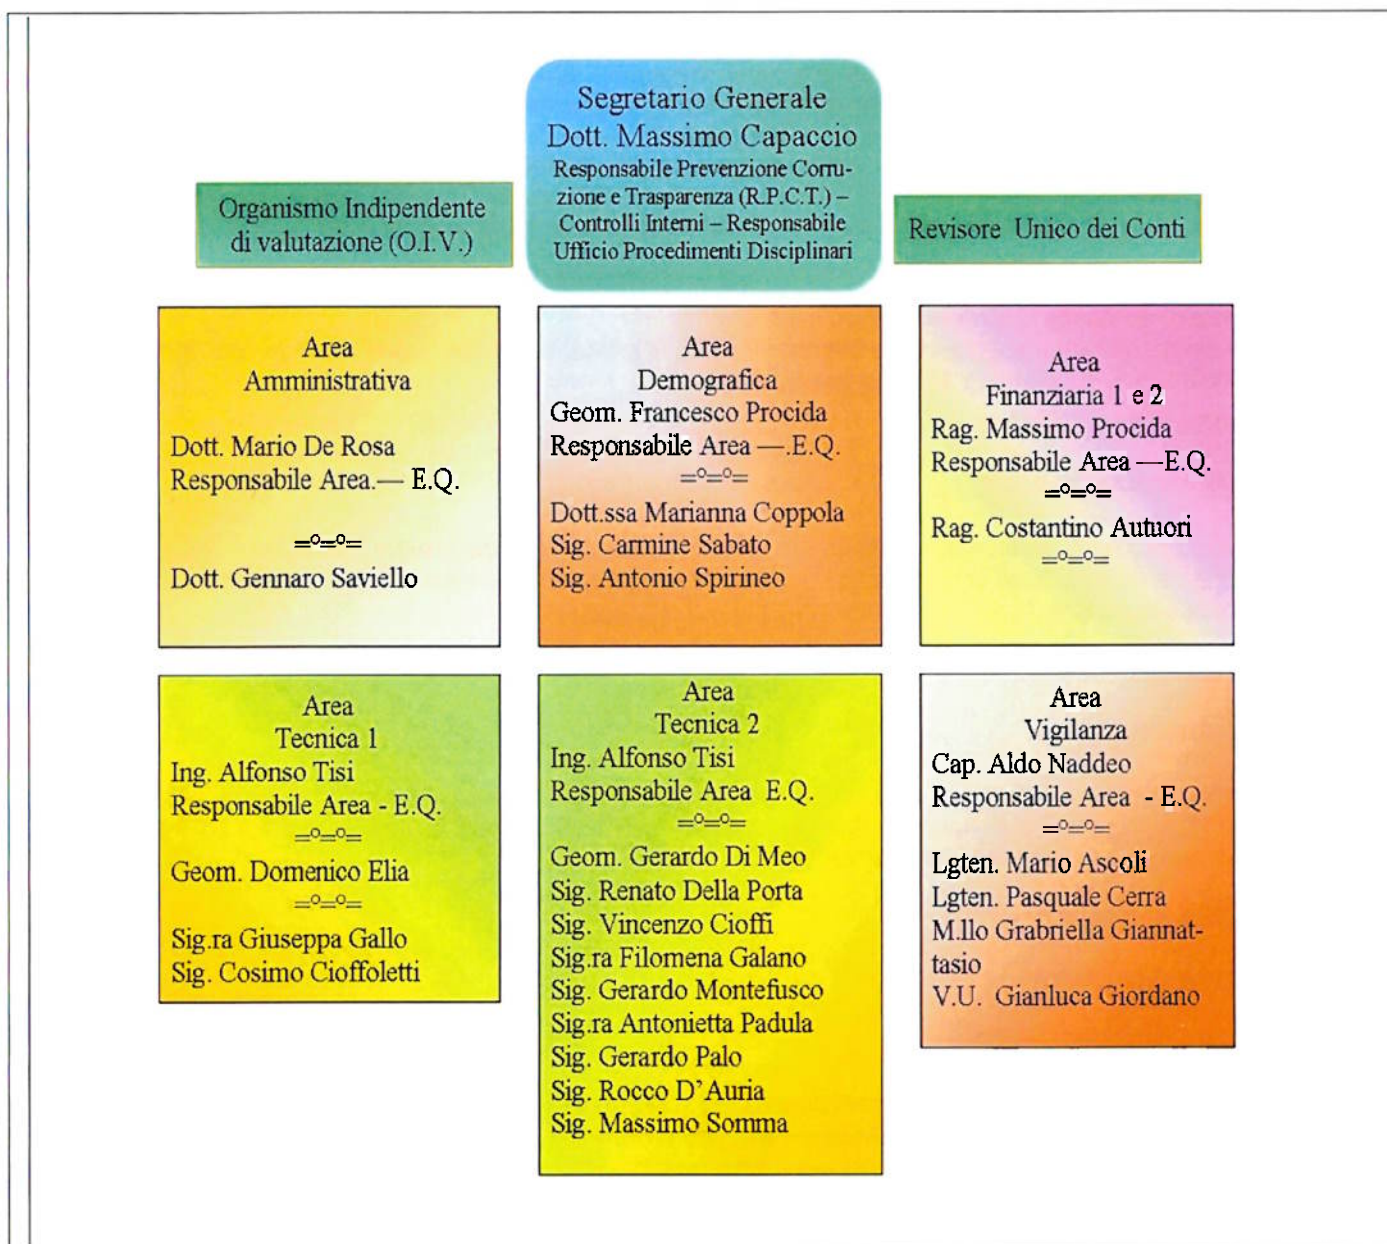 Segretario Generale
Dott. Massimo Capaccio
Responsabile Prevenzione Corru-
zione e Trasparenza (R.P.C.T.) –
Controlli Interni – Responsabile
Ufficio Procedimenti Disciplinari
Organismo Indipendente
di valutazione (O.I.V.)
Revisore Unico dei Conti
Area
Amministrativa
Dott. Mario De Rosa
Responsabile Area.— E.Q.
=o=o=
Dott. Gennaro Saviello
Area
Demografica
Geom. Francesco Procida
Responsabile Area —.E.Q.
=o=o=
Dott.ssa Marianna Coppola
Sig. Carmine Sabato
Sig. Antonio Spirineo
Area
Finanziaria 1 e 2
Rag. Massimo Procida
Responsabile Area —E.Q.
=o=o=
Rag. Costantino Autuori
=o=o=
Area
Tecnica 1
Ing. Alfonso Tisi
Responsabile Area - E.Q.
=o=o=
Geom. Domenico Elia
=o=o=
Sig.ra Giuseppa Gallo
Sig. Cosimo Cioffoletti
Area
Tecnica 2
Ing. Alfonso Tisi
Responsabile Area E.Q.
=o=o=
Geom. Gerardo Di Meo
Sig. Renato Della Porta
Sig. Vincenzo Cioffi
Sig.ra Filomena Galano
Sig. Gerardo Montefusco
Sig.ra Antonietta Padula
Sig. Gerardo Palo
Sig. Rocco D'Auria
Sig. Massimo Somma
Area
Vigilanza
Cap. Aldo Naddeo
Responsabile Area - E.Q.
=o=o=
Lgten. Mario Ascoli
Lgten. Pasquale Cerra
M.llo Grabriella Giannat-
tasio
V.U. Gianluca Giordano